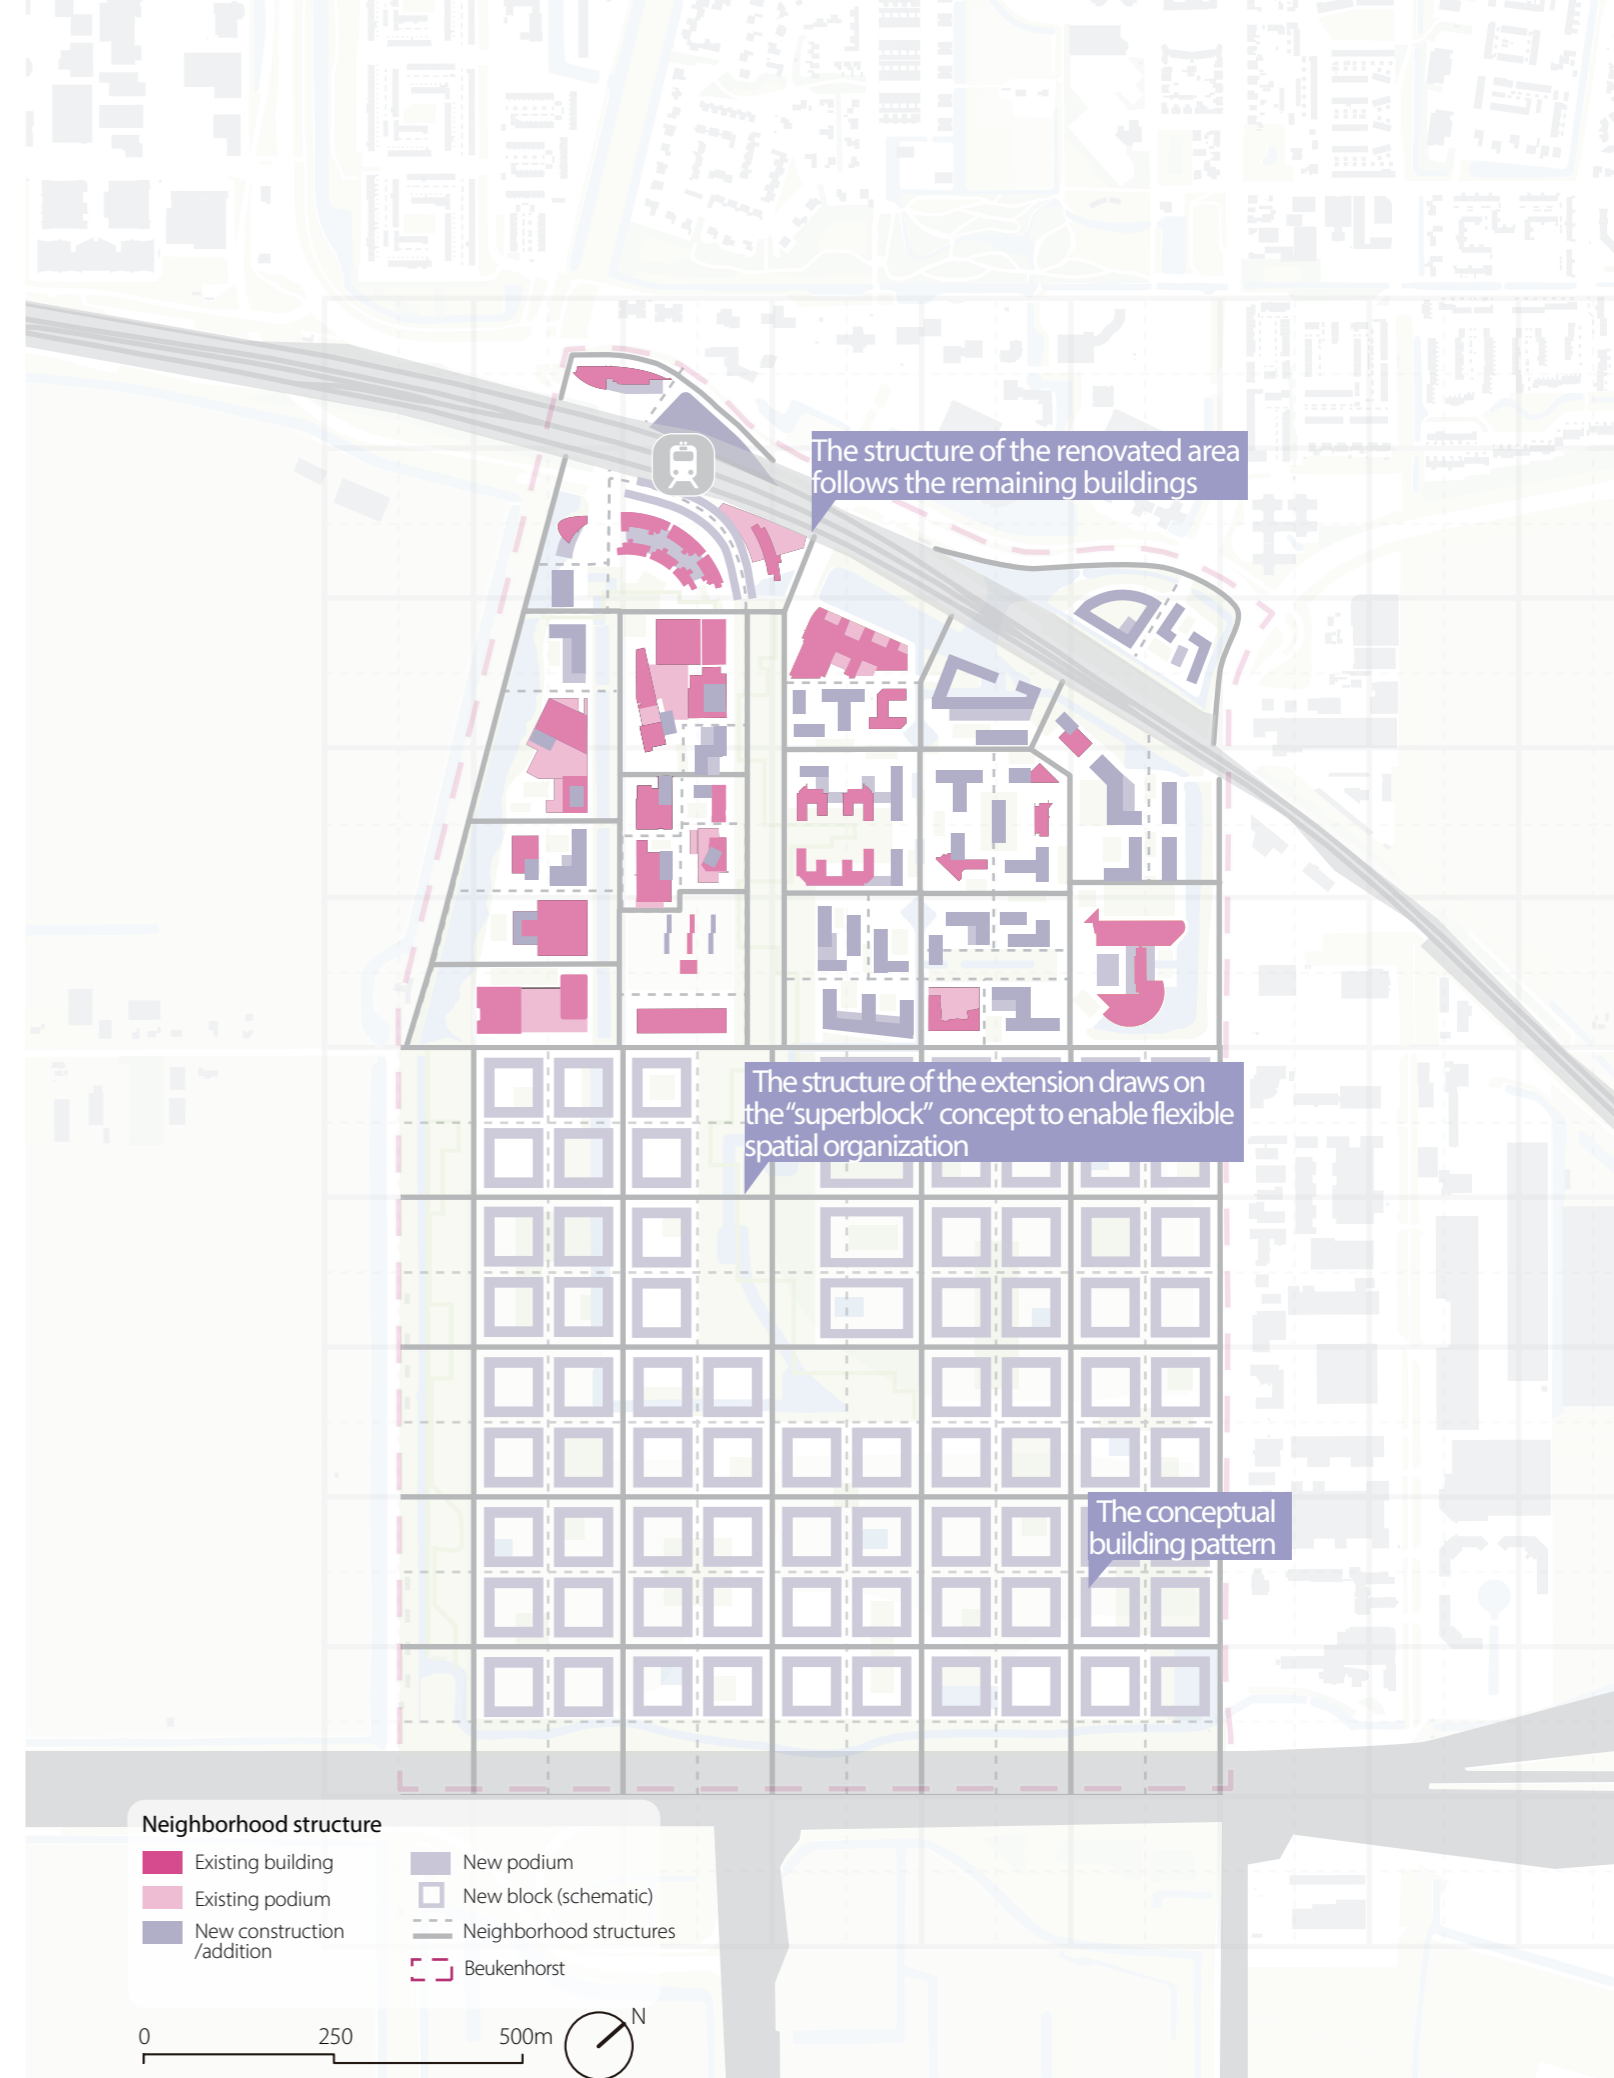 The structure of the renovated area
follows the remaining buildings
The structure of the extension draws on
the “superblock” concept to enable flexible
spatial organization
The conceptual
building pattern
Neighborhood structure
Existing building
Existing podium
New construction
/addition
New podium
New block (schematic)
Neighborhood structures
Beukenhorst
0 250 500m
N